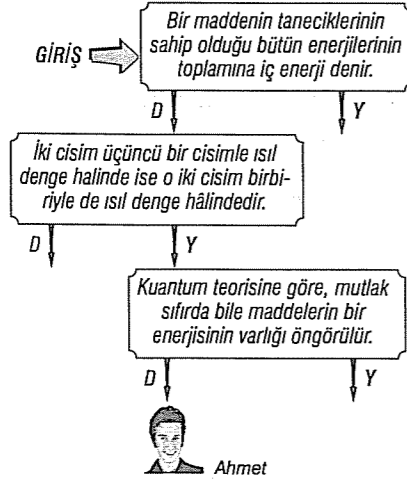 Bir maddenin taneciklerinin
sahip olduğu bütün enerjilerinin
toplamına iç enerji denir.
GİRİŞ
D
Y
İki cisim üçüncü bir cisimle ısıl
denge halinde ise o iki cisim birbi-
riyle de ısıl denge hâlindedir.
D
Y
Kuantum teorisine göre, mutlak
sıfırda bile maddelerin bir
enerjisinin varlığı öngörülür.
D
Y
Ahmet